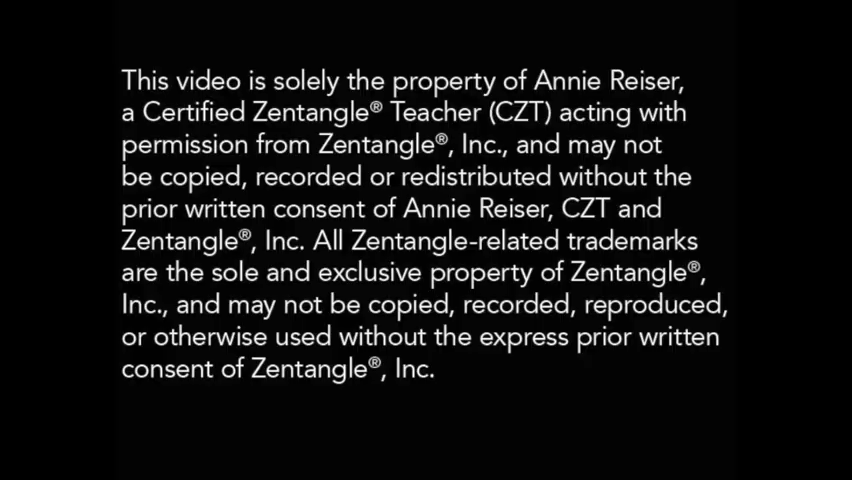 This video is solely the property of Annie Reiser,
a Certified Zentangle® Teacher (CZT) acting with
permission from Zentangle®, Inc., and may not
be copied, recorded or redistributed without the
prior written consent of Annie Reiser, CZT and
Zentangle®, Inc. All Zentangle-related trademarks
are the sole and exclusive property of Zentangle®,
Inc., and may not be copied, recorded, reproduced,
or otherwise used without the express prior written
consent of Zentangle®, Inc.